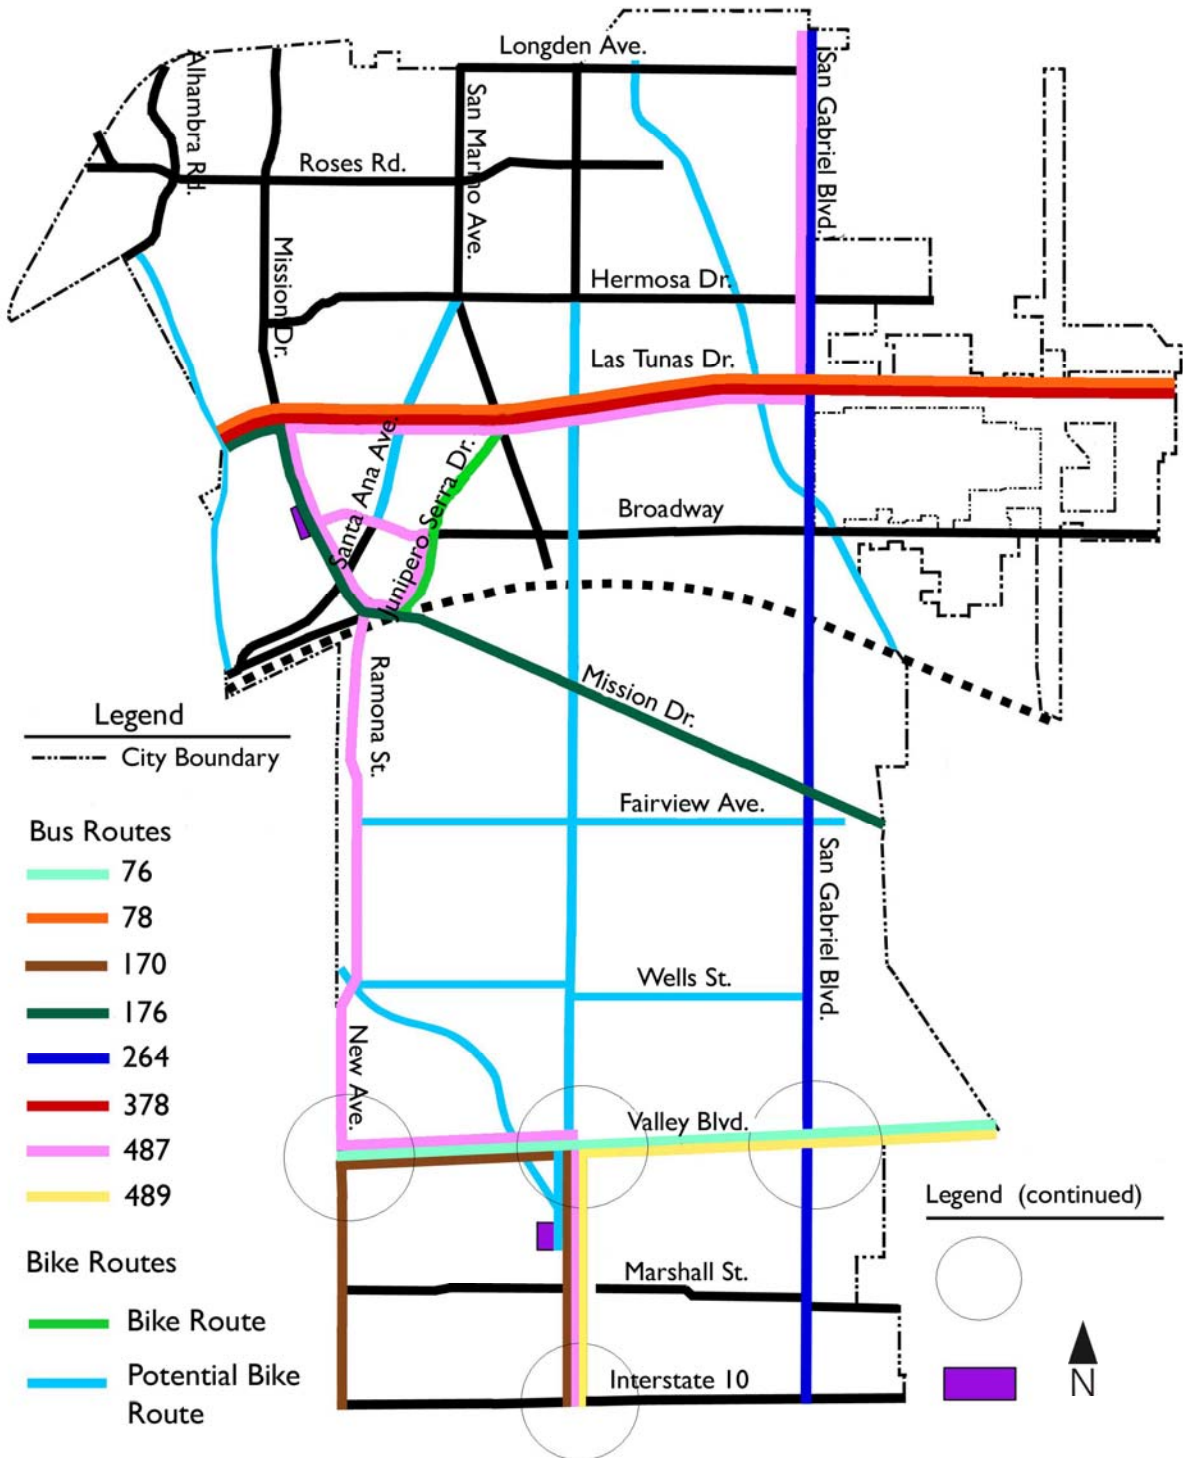 Longden Ave.
San Gabriel Blvd.
Alhambra Rd.
San Marino Ave.
Roses Rd.
Mission Dr.
Hermosa Dr.
Las Tunas Dr.
Santa Ana Ave.
Junipero Serra Dr.
Broadway
Ramona St.
Mission Dr.
Legend
City Boundary
Fairview Ave.
Bus Routes
76
78
170
176
264
378
487
489
San Gabriel Blvd.
Wells St.
New Ave.
Valley Blvd.
Legend (continued)
Bike Routes
Bike Route
Potential Bike
Route
Marshall St.
Interstate 10
N